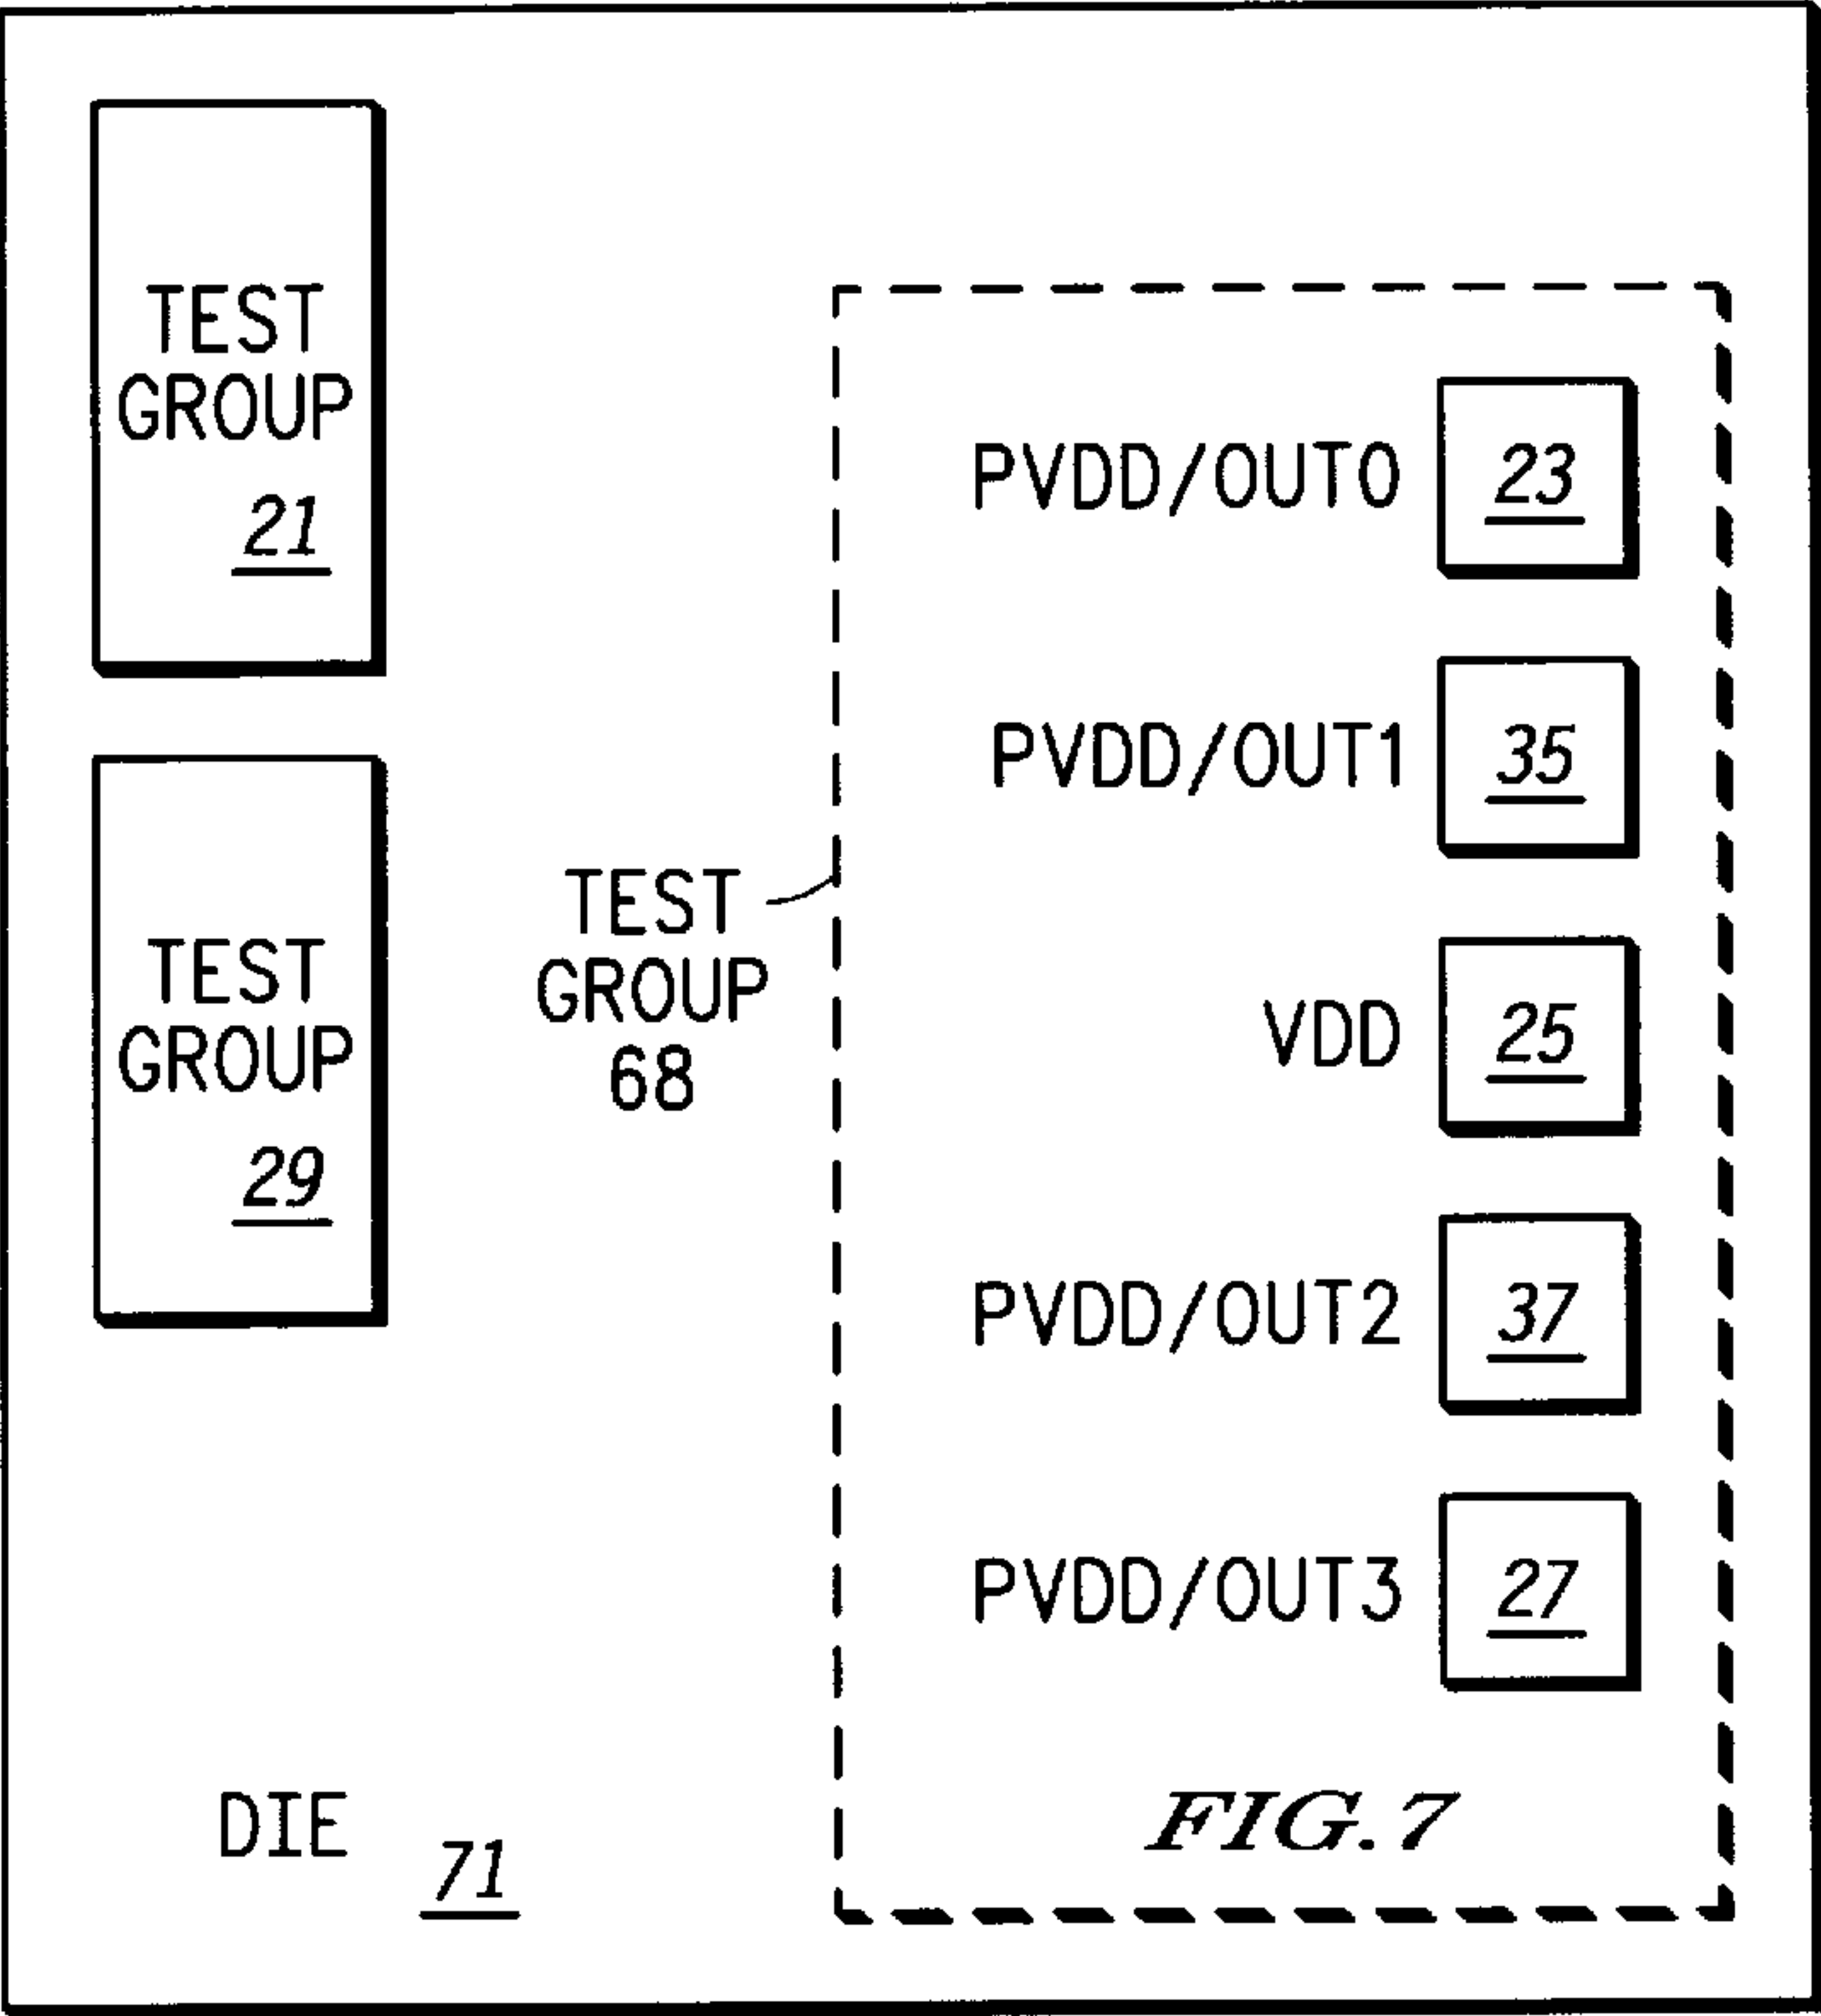 TEST
GROUP
21
TEST
GROUP
29
TEST
GROUP
68
PVDD/OUT0 23
PVDD/OUT1 35
VDD 25
PVDD/OUT2 37
PVDD/OUT3 27
DIE 71
FIG. 7